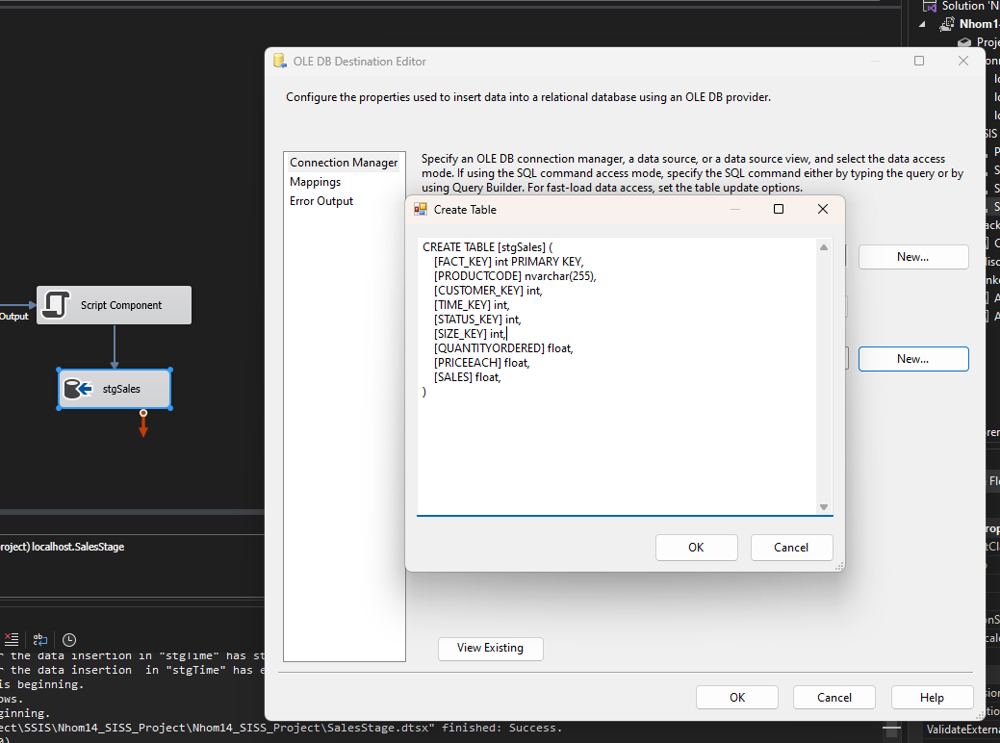 Solution 'N
Nhom14
Proje
OLE DB Destination Editor
Configure the properties used to insert data into a relational database using an OLE DB provider.
Connection Manager
Mappings
Error Output
Specify an OLE DB connection manager, a data source, or a data source view, and select the data access
mode. If using the SQL command access mode, specify the SQL command either by typing the query or by
using Query Builder. For fast-load data access, set the table update options.
Create Table
CREATE TABLE [stgSales] (
[FACT_KEY] int PRIMARY KEY,
[PRODUCTCODE] nvarchar(255),
[CUSTOMER_KEY] int,
[TIME_KEY] int,
[STATUS_KEY] int,
[SIZE_KEY] int,
[QUANTITYORDERED] float,
[PRICEEACH] float,
[SALES] float,
)
New...
New...
OK
Cancel
View Existing
OK
Cancel
Help
Output
Script Component
stgSales
roject) localhost.SalesStage
r the data insertion in "stgTime" has st
r the data insertion  in "stgTime" has e
is beginning.
ows.
ginning.
ect\SSIS\Nhom14_SISS_Project\Nhom14_SISS_Project\SalesStage.dtsx" finished: Success.
ValidateExterna